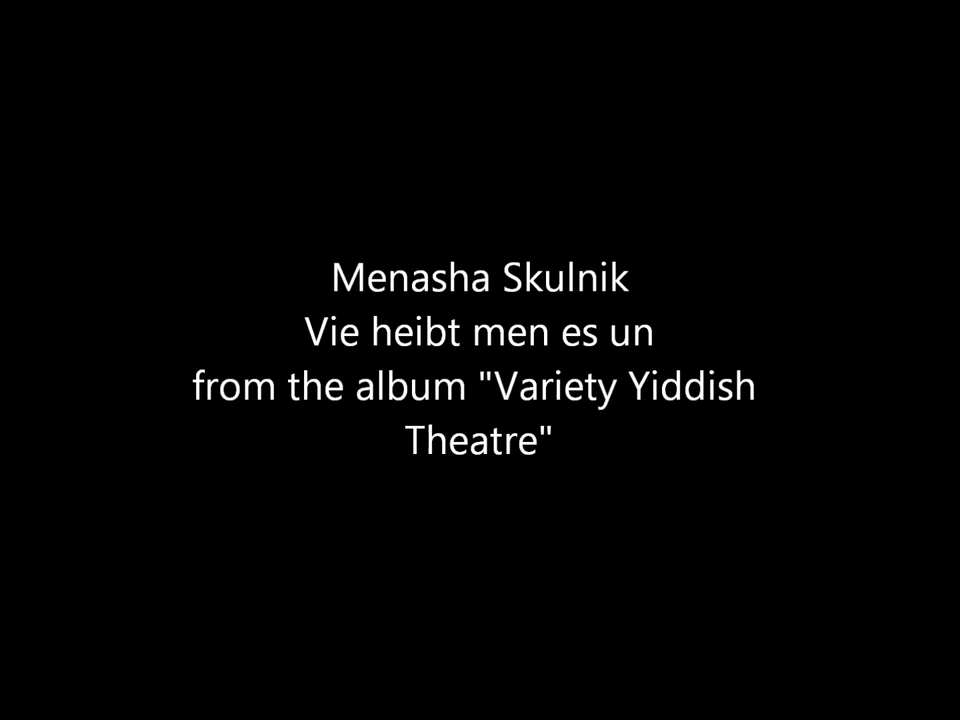 Menasha Skulnik
Vie heibt men es un
from the album "Variety Yiddish
Theatre"